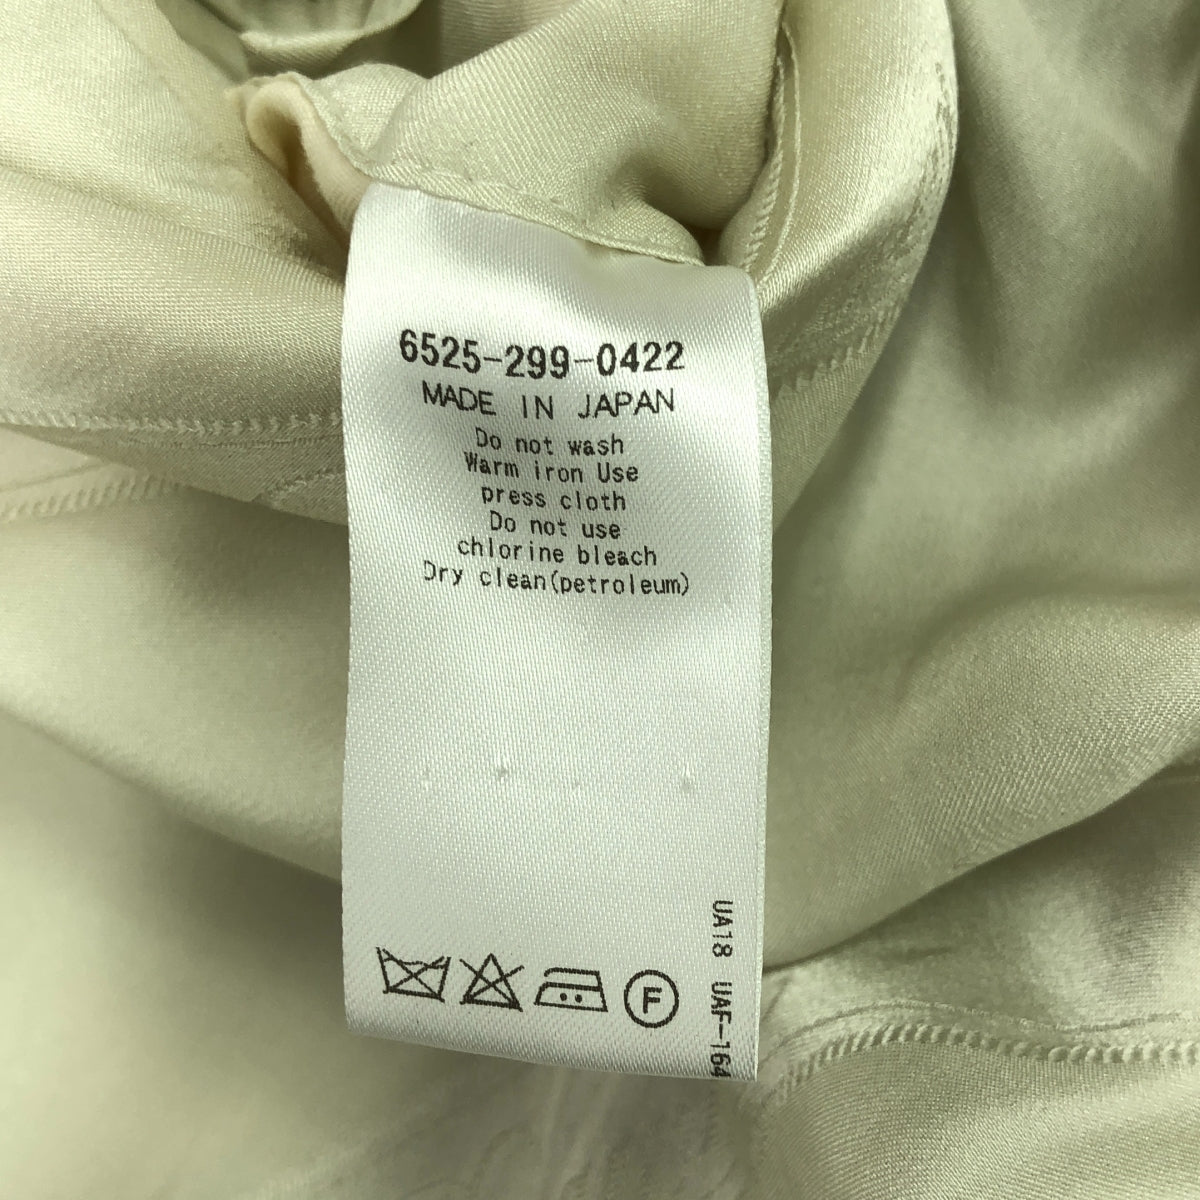 6525-299-0422
MADE IN JAPAN
Do not wash
Warm iron Use
press cloth
Do not use
chlorine bleach
Dry clean(petroleum)
UA18 UAF-164
F